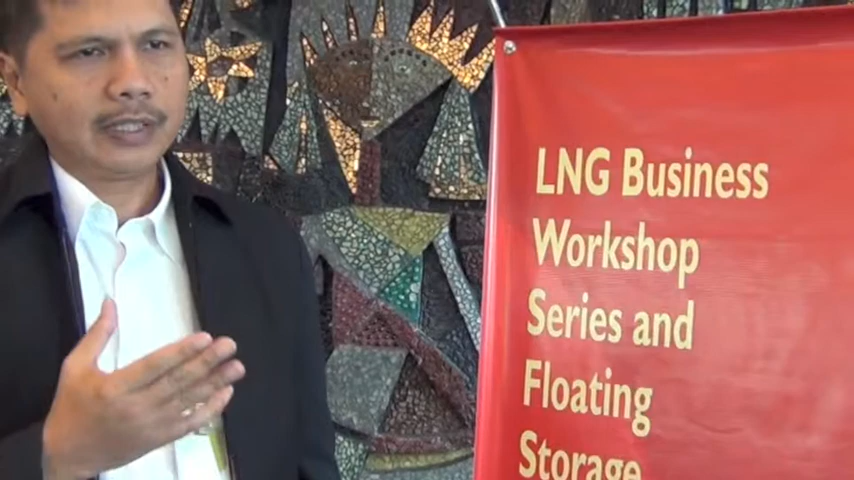 LNG Business
Workshop
Series and
Floating
Storage